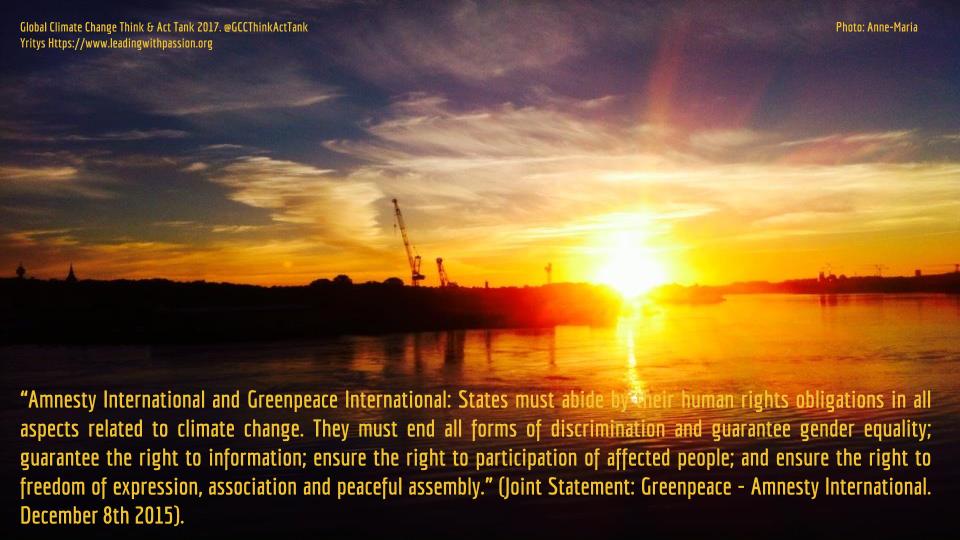 Global Climate Change Think & Act Tank 2017. @GCCThinkActTank
Yritys Https://www.leadingwithpassion.org
Photo: Anne-Maria
“Amnesty International and Greenpeace International: States must abide by their human rights obligations in all
aspects related to climate change. They must end all forms of discrimination and guarantee gender equality;
guarantee the right to information; ensure the right to participation of affected people; and ensure the right to
freedom of expression, association and peaceful assembly.” (Joint Statement: Greenpeace - Amnesty International.
December 8th 2015).